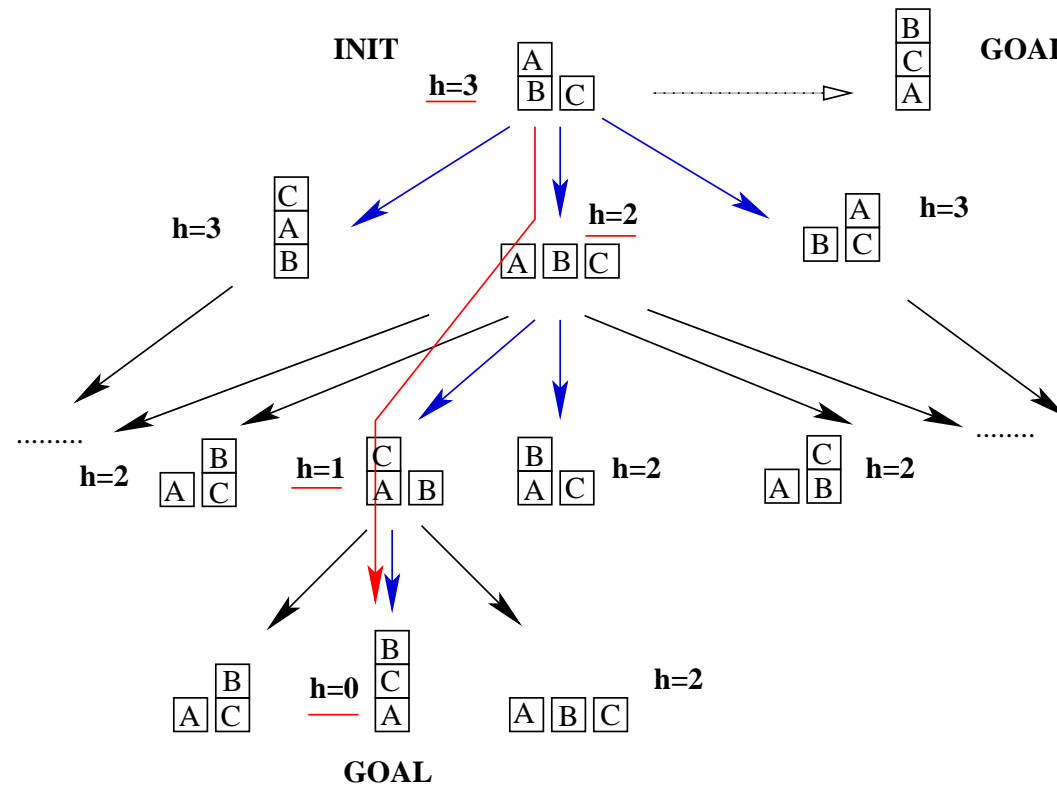 INIT
GOAL
h=3
A
B C
B
C
A
h=3
C
A
B
h=2
A B C
A
B C
h=3
.........
h=2
B
A C
h=1
C
A B
B
A C
h=2
C
A B
h=2
........
B
A C
h=0
B
C
A
A B C
h=2
GOAL